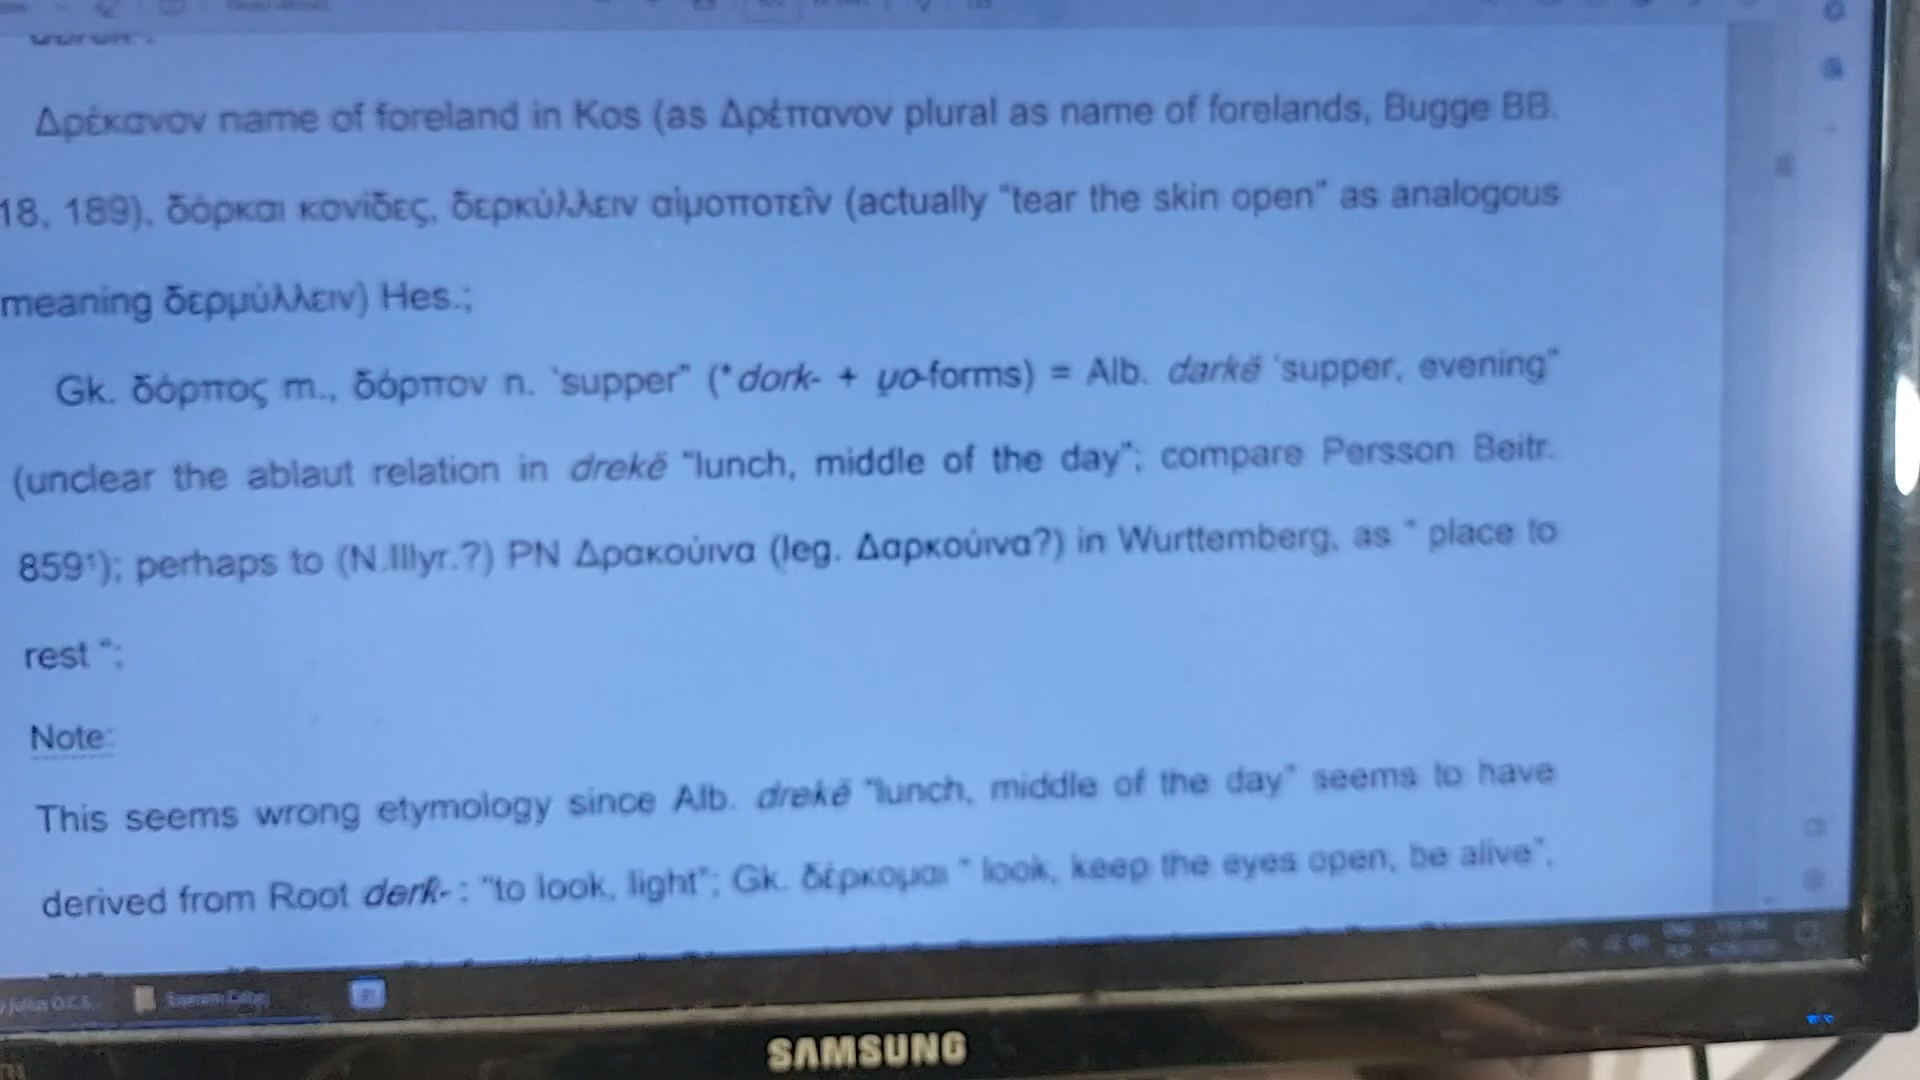 Δρέκανον name of foreland in Kos (as Δρέπανον plural as name of forelands, Bugge BB.
18, 189), δόρκαι κονίδες, δερκύλλειν αἱμοποτεῖν (actually “tear the skin open” as analogous
meaning δερμύλλειν) Hes.;
Gk. δόρπος m., δόρπον n. 'supper” (*dork- + u̯o-forms) = Alb. darkë 'supper, evening”
(unclear the ablaut relation in drekë “lunch, middle of the day”; compare Persson Beitr.
859¹); perhaps to (N.Illyr.?) PN Δρακούινα (leg. Δαρκούινα?) in Wurttemberg, as “ place to
rest “;
Note:
This seems wrong etymology since Alb. drekë “lunch, middle of the day” seems to have
derived from Root derk̂- : “to look, light”; Gk. δέρκομαι “ look, keep the eyes open, be alive”,
SAMSUNG